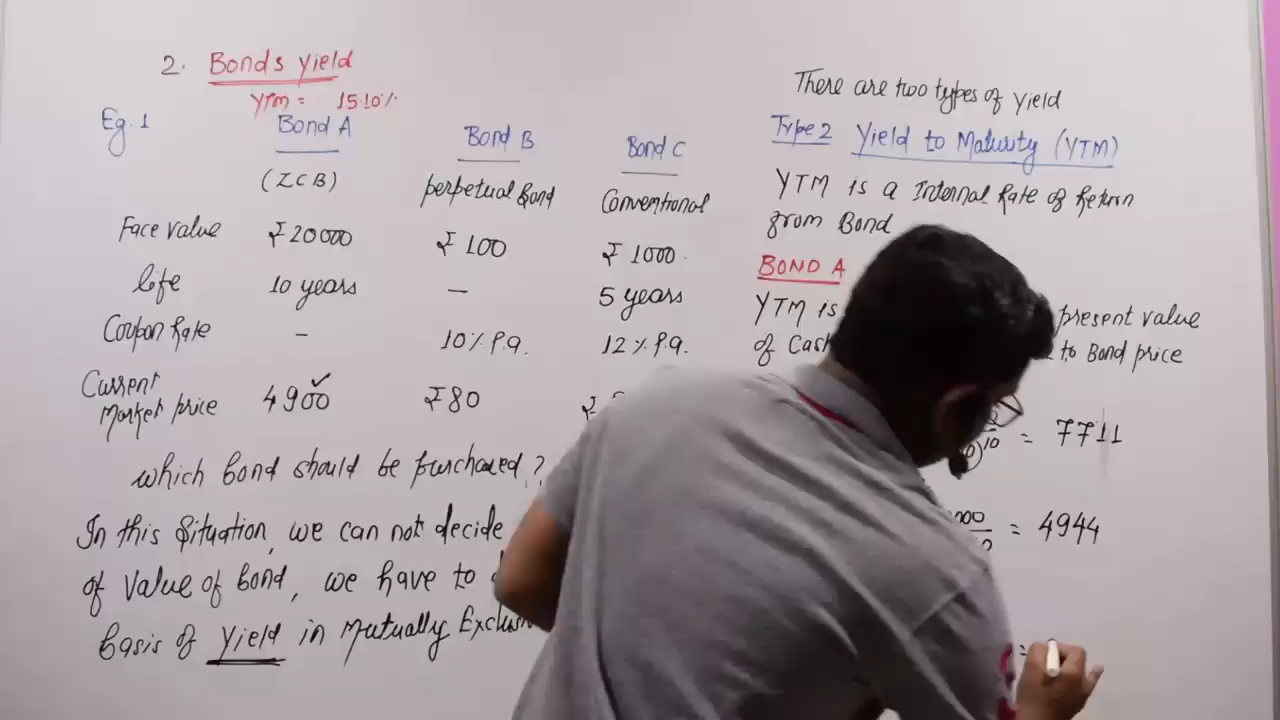 2. Bonds Yield
YTM = 15.10%
Eg. 1
Bond A Bond B Bond C
(ZCB) perpetual Bond Conventional
Face Value ₹20000 ₹100 ₹1000
life 10 years - 5 years
Coupon Rate - 10% P.a. 12% P.a.
Current Market price 4900 ✓ ₹80 ₹
which bond should be purchased?
In this Situation, we can not decide
of Value of bond, we have to
basis of Yield in Mutually
There are two types of Yield
Type 2 Yield to Maturity (YTM)
YTM is a Internal Rate of Return
from Bond
BOND A
YTM is present value
of to Bond price
= 7711
= 4944
=